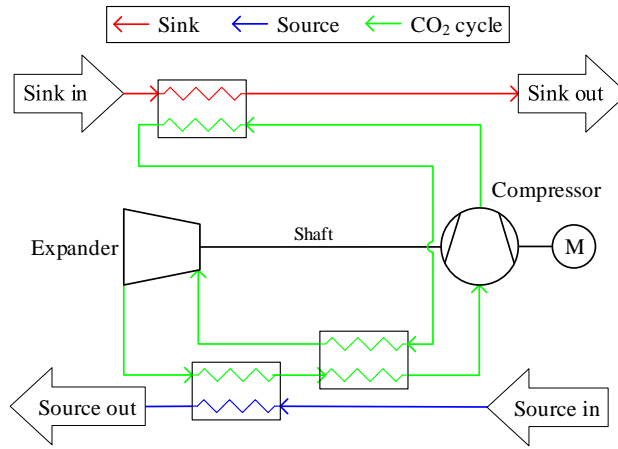 Sink Source CO₂ cycle
Sink in
Sink out
Compressor
Expander
Shaft
M
Source out
Source in